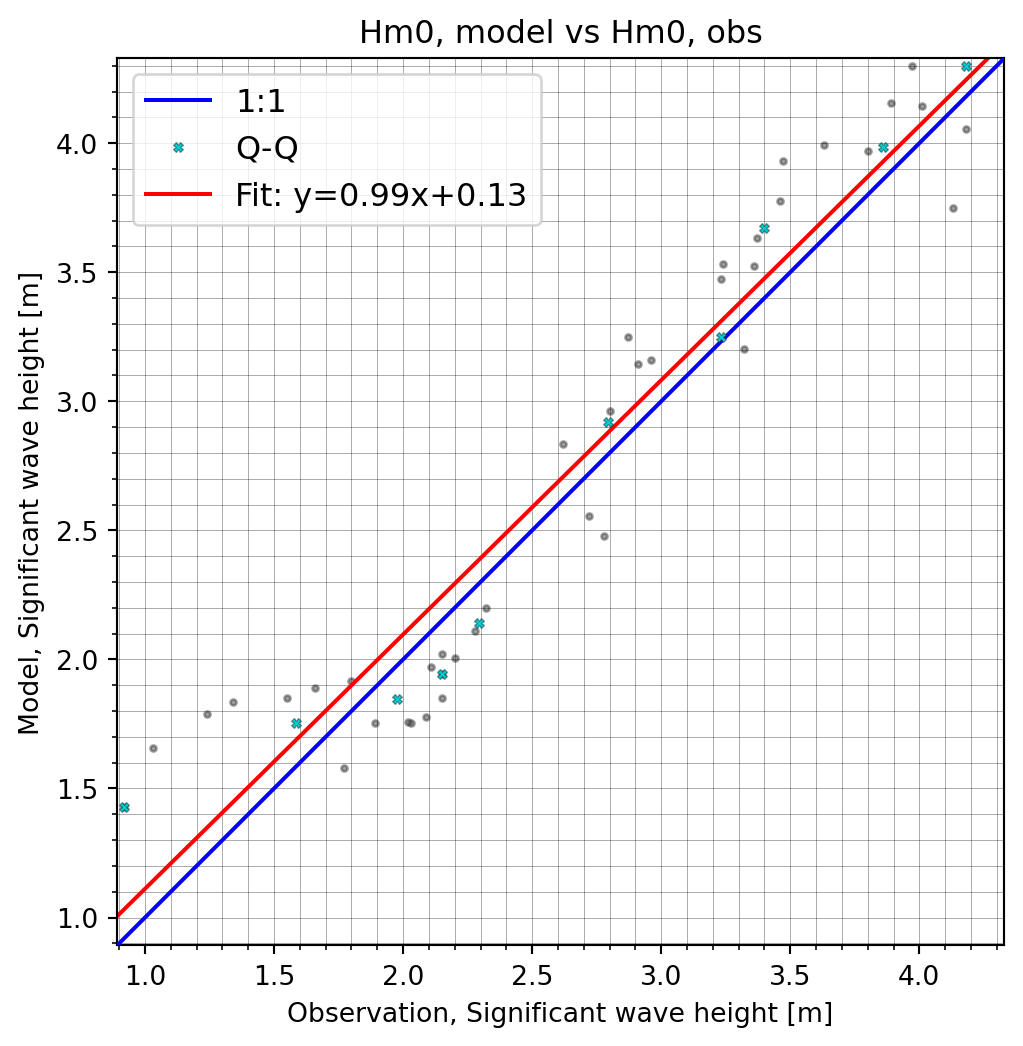 Hm0, model vs Hm0, obs
1:1
Q-Q
Fit: y=0.99x+0.13
Model, Significant wave height [m]
4.0
3.5
3.0
2.5
2.0
1.5
1.0
1.0 1.5 2.0 2.5 3.0 3.5 4.0
Observation, Significant wave height [m]